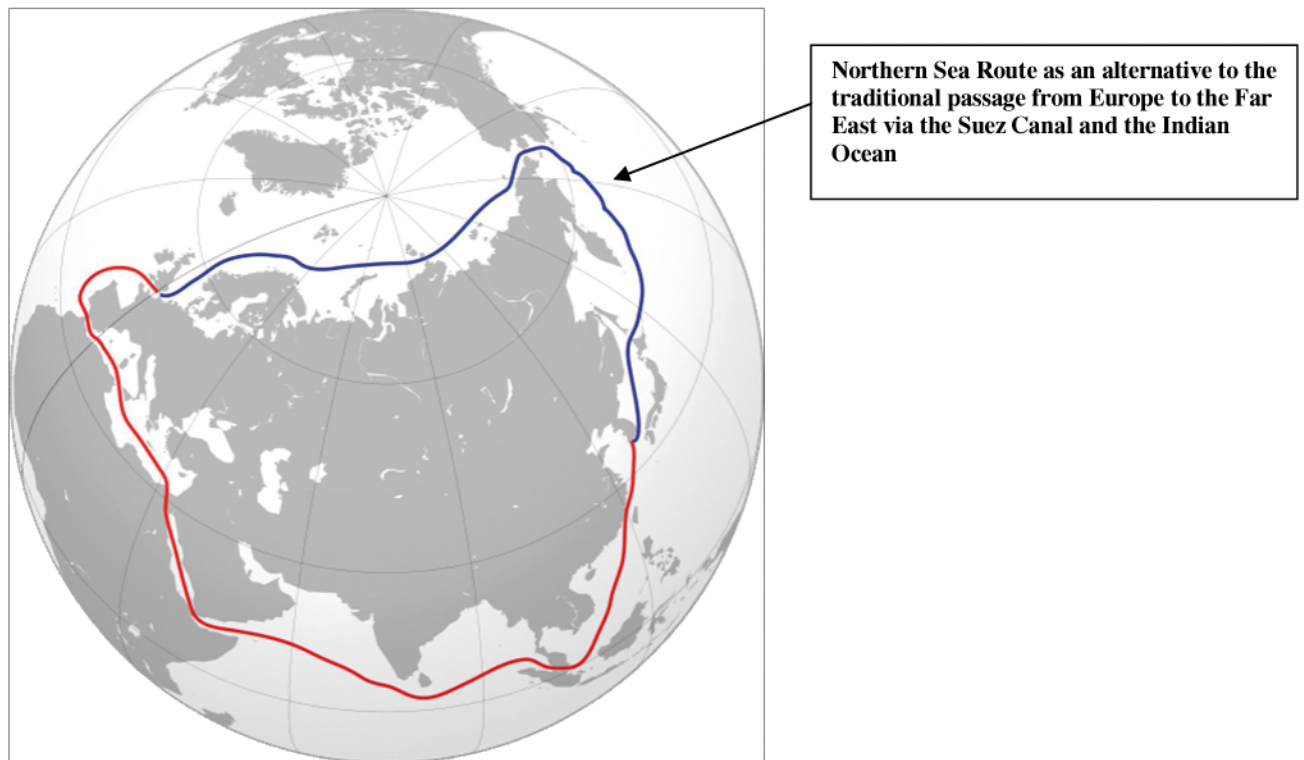 Northern Sea Route as an alternative to the
traditional passage from Europe to the Far
East via the Suez Canal and the Indian
Ocean